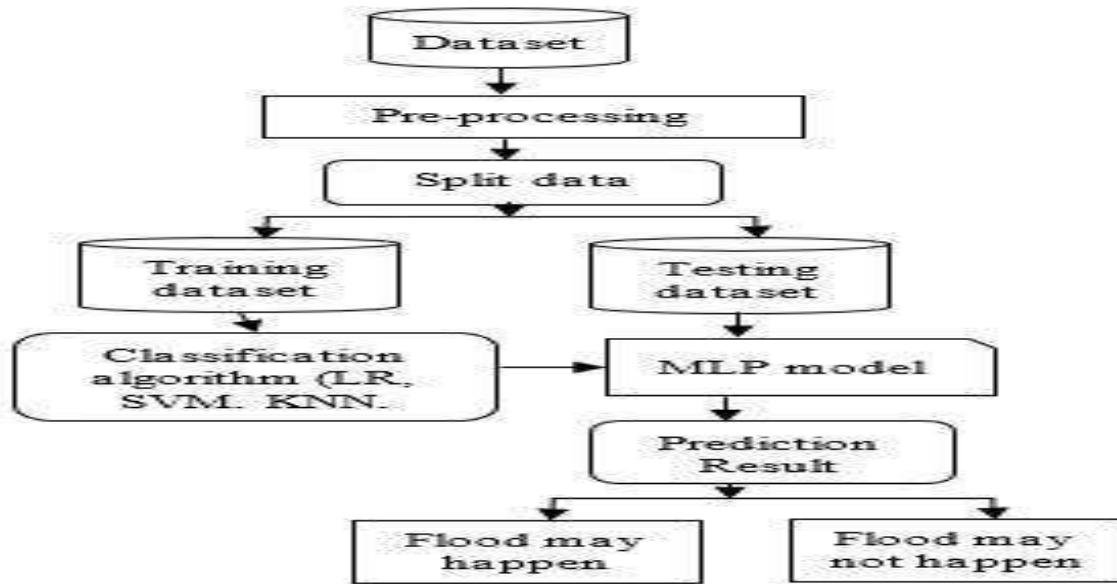 Dataset
Pre-processing
Split data
Training
dataset
Testing
dataset
Classification
algorithm (LR,
SVM. KNN.
MLP model
Prediction
Result
Flood may
happen
Flood may
not happen